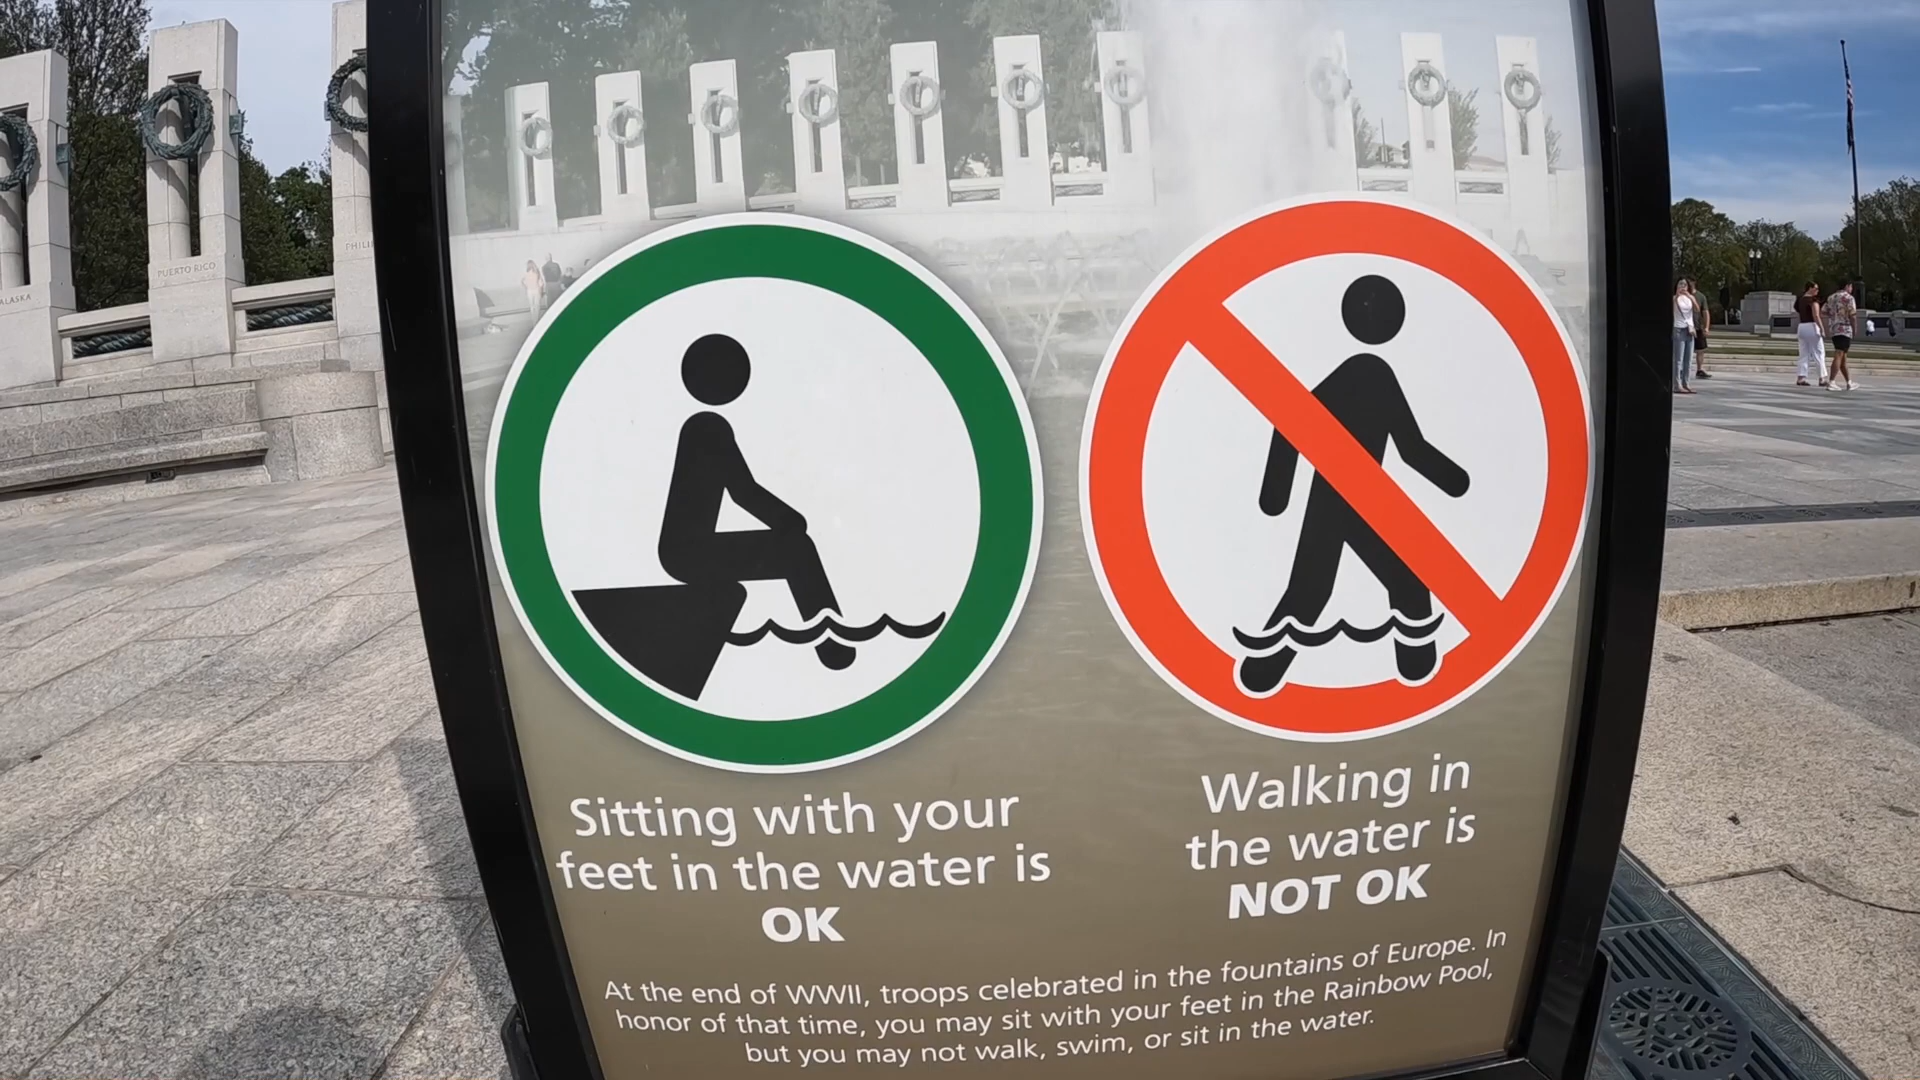 ALASKA
PUERTO RICO
Sitting with your
feet in the water is
OK
Walking in
the water is
NOT OK
At the end of WWII, troops celebrated in the fountains of Europe. In
honor of that time, you may sit with your feet in the Rainbow Pool,
but you may not walk, swim, or sit in the water.